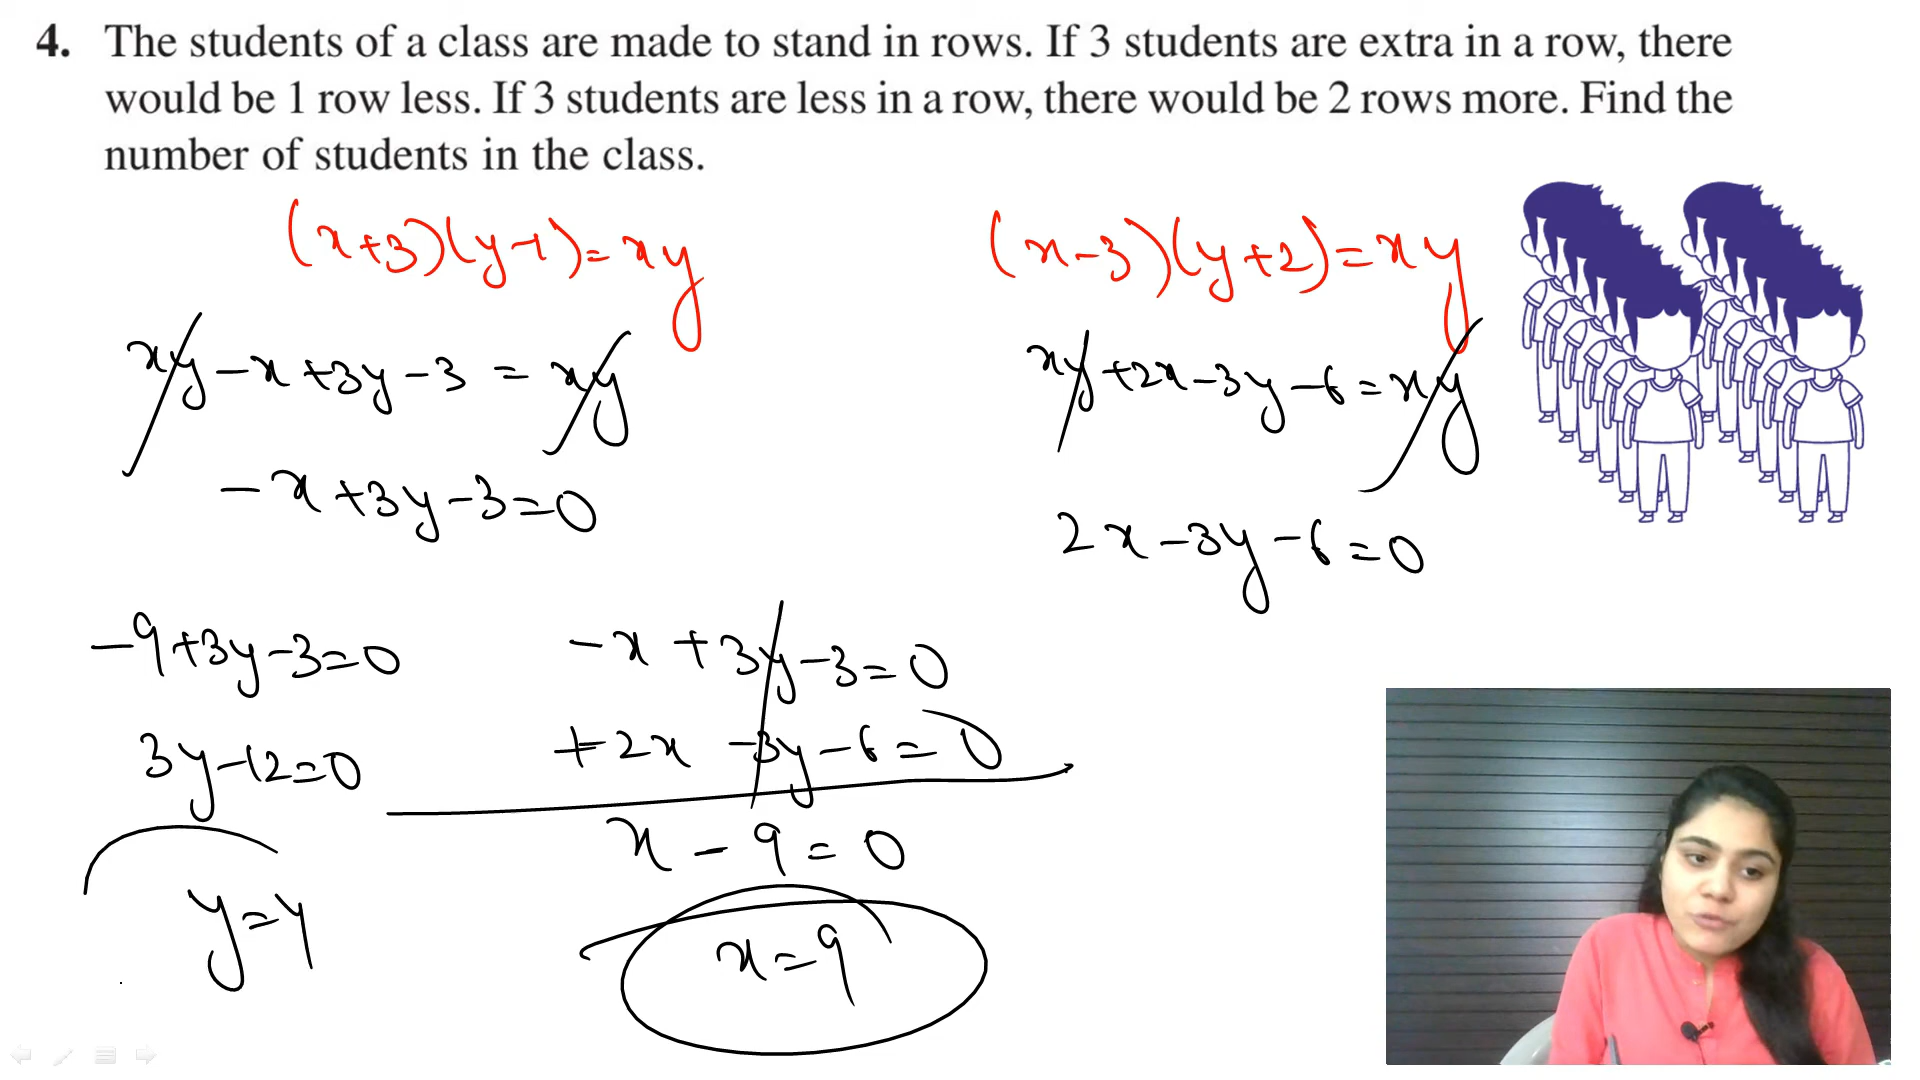 4. The students of a class are made to stand in rows. If 3 students are extra in a row, there
would be 1 row less. If 3 students are less in a row, there would be 2 rows more. Find the
number of students in the class.
(x+3)(y-1)=xy
(x-3)(y+2)=xy
xy-x+3y-3=xy
xy+2x-3y-6=xy
-x+3y-3=0
2x-3y-6=0
-9+3y-3=0
-x+3y-3=0
3y-12=0
+2x-3y-6=0
x-9=0
y=4
x=9